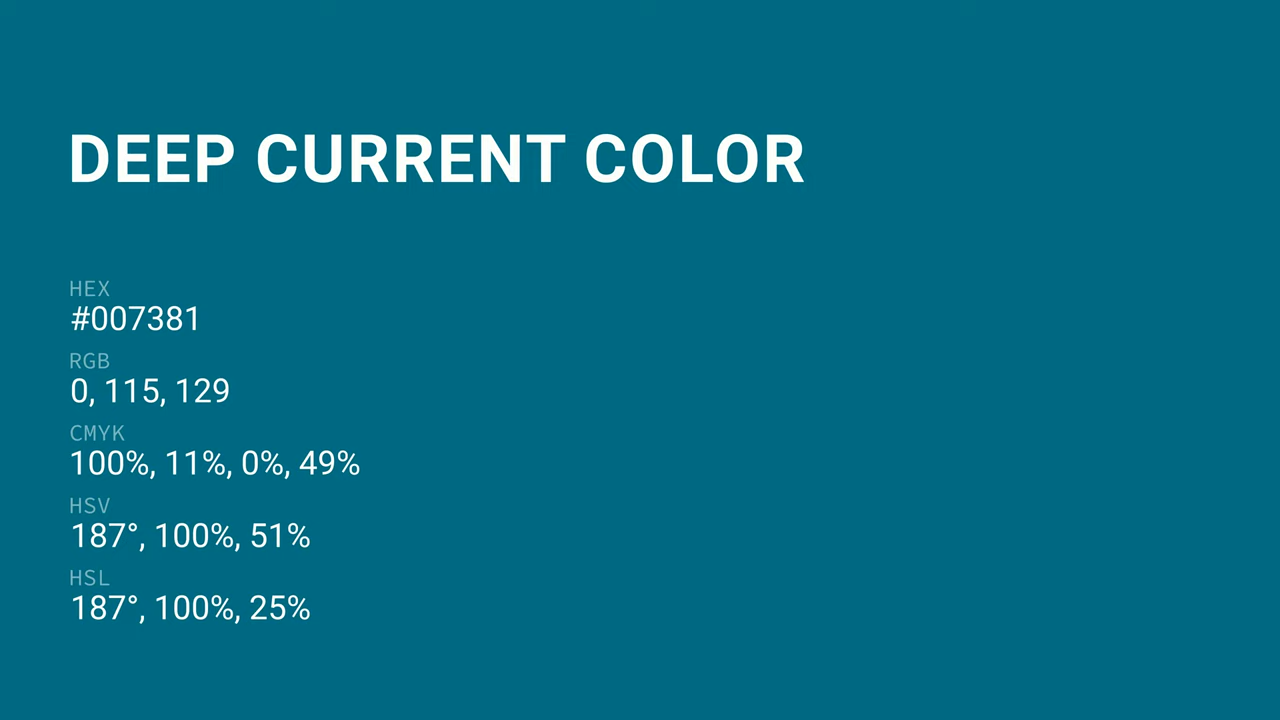 DEEP CURRENT COLOR
HEX
#007381
RGB
0, 115, 129
CMYK
100%, 11%, 0%, 49%
HSV
187°, 100%, 51%
HSL
187°, 100%, 25%